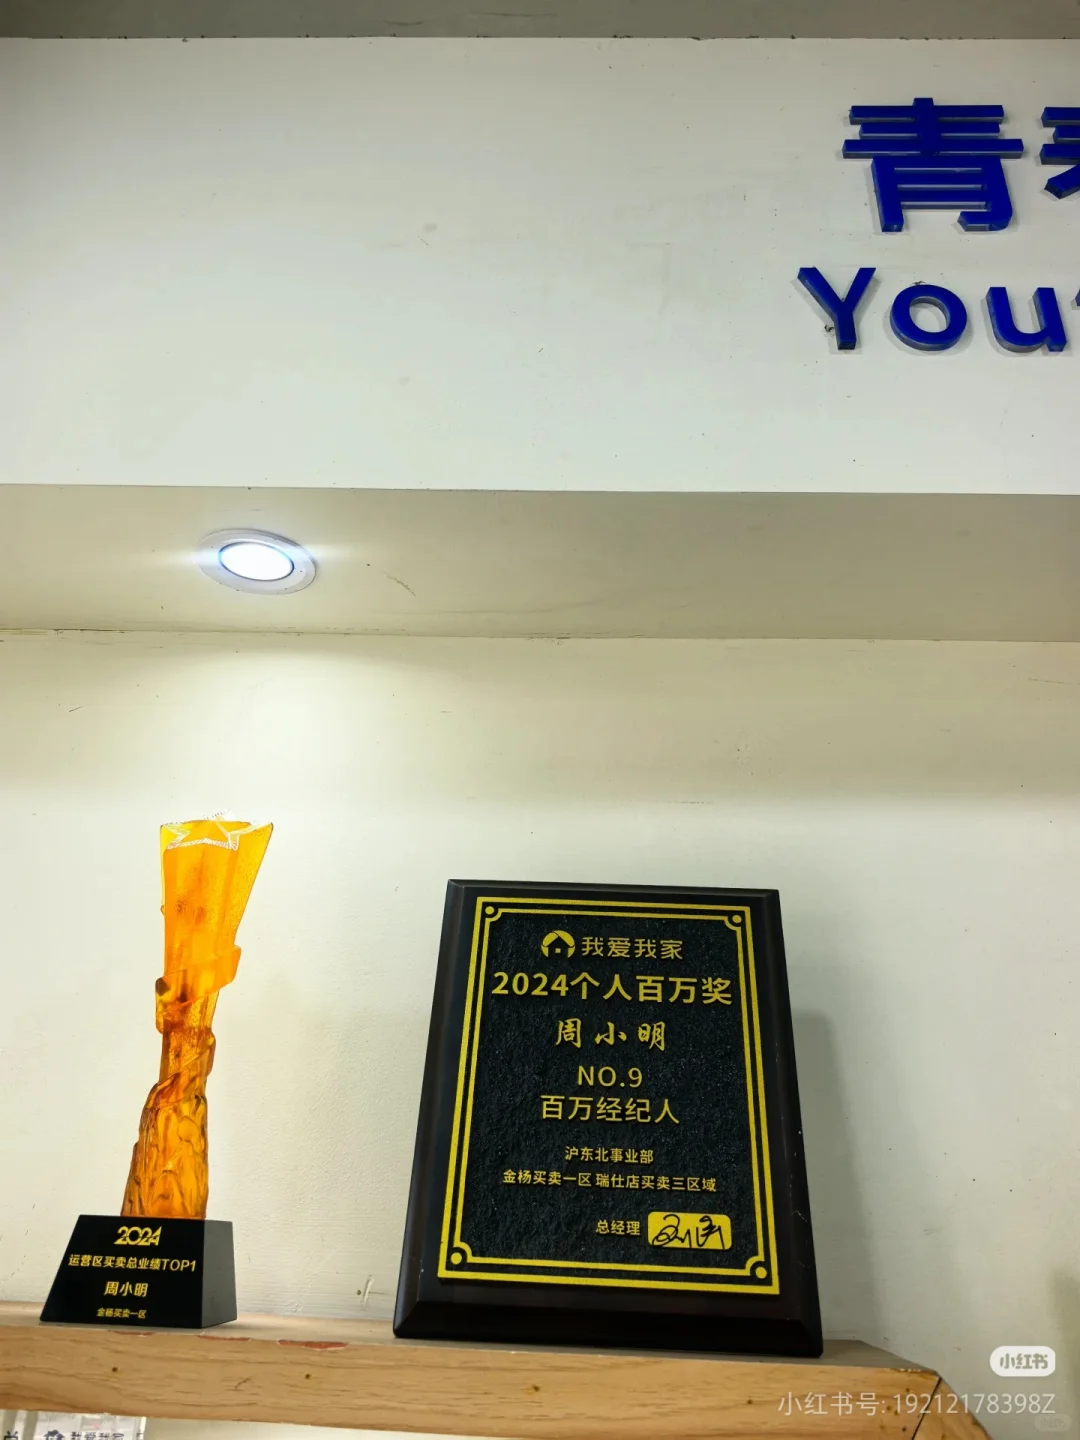 青
You
我爱我家
2024个人百万奖
周小明
NO.9
百万经纪人
沪东北事业部
金杨买卖一区 瑞仕店买卖三区域
总经理
2024
运营区买卖总业绩TOP1
周小明
金杨买卖一区
我爱我家
小红书
小红书号: 19212178398Z